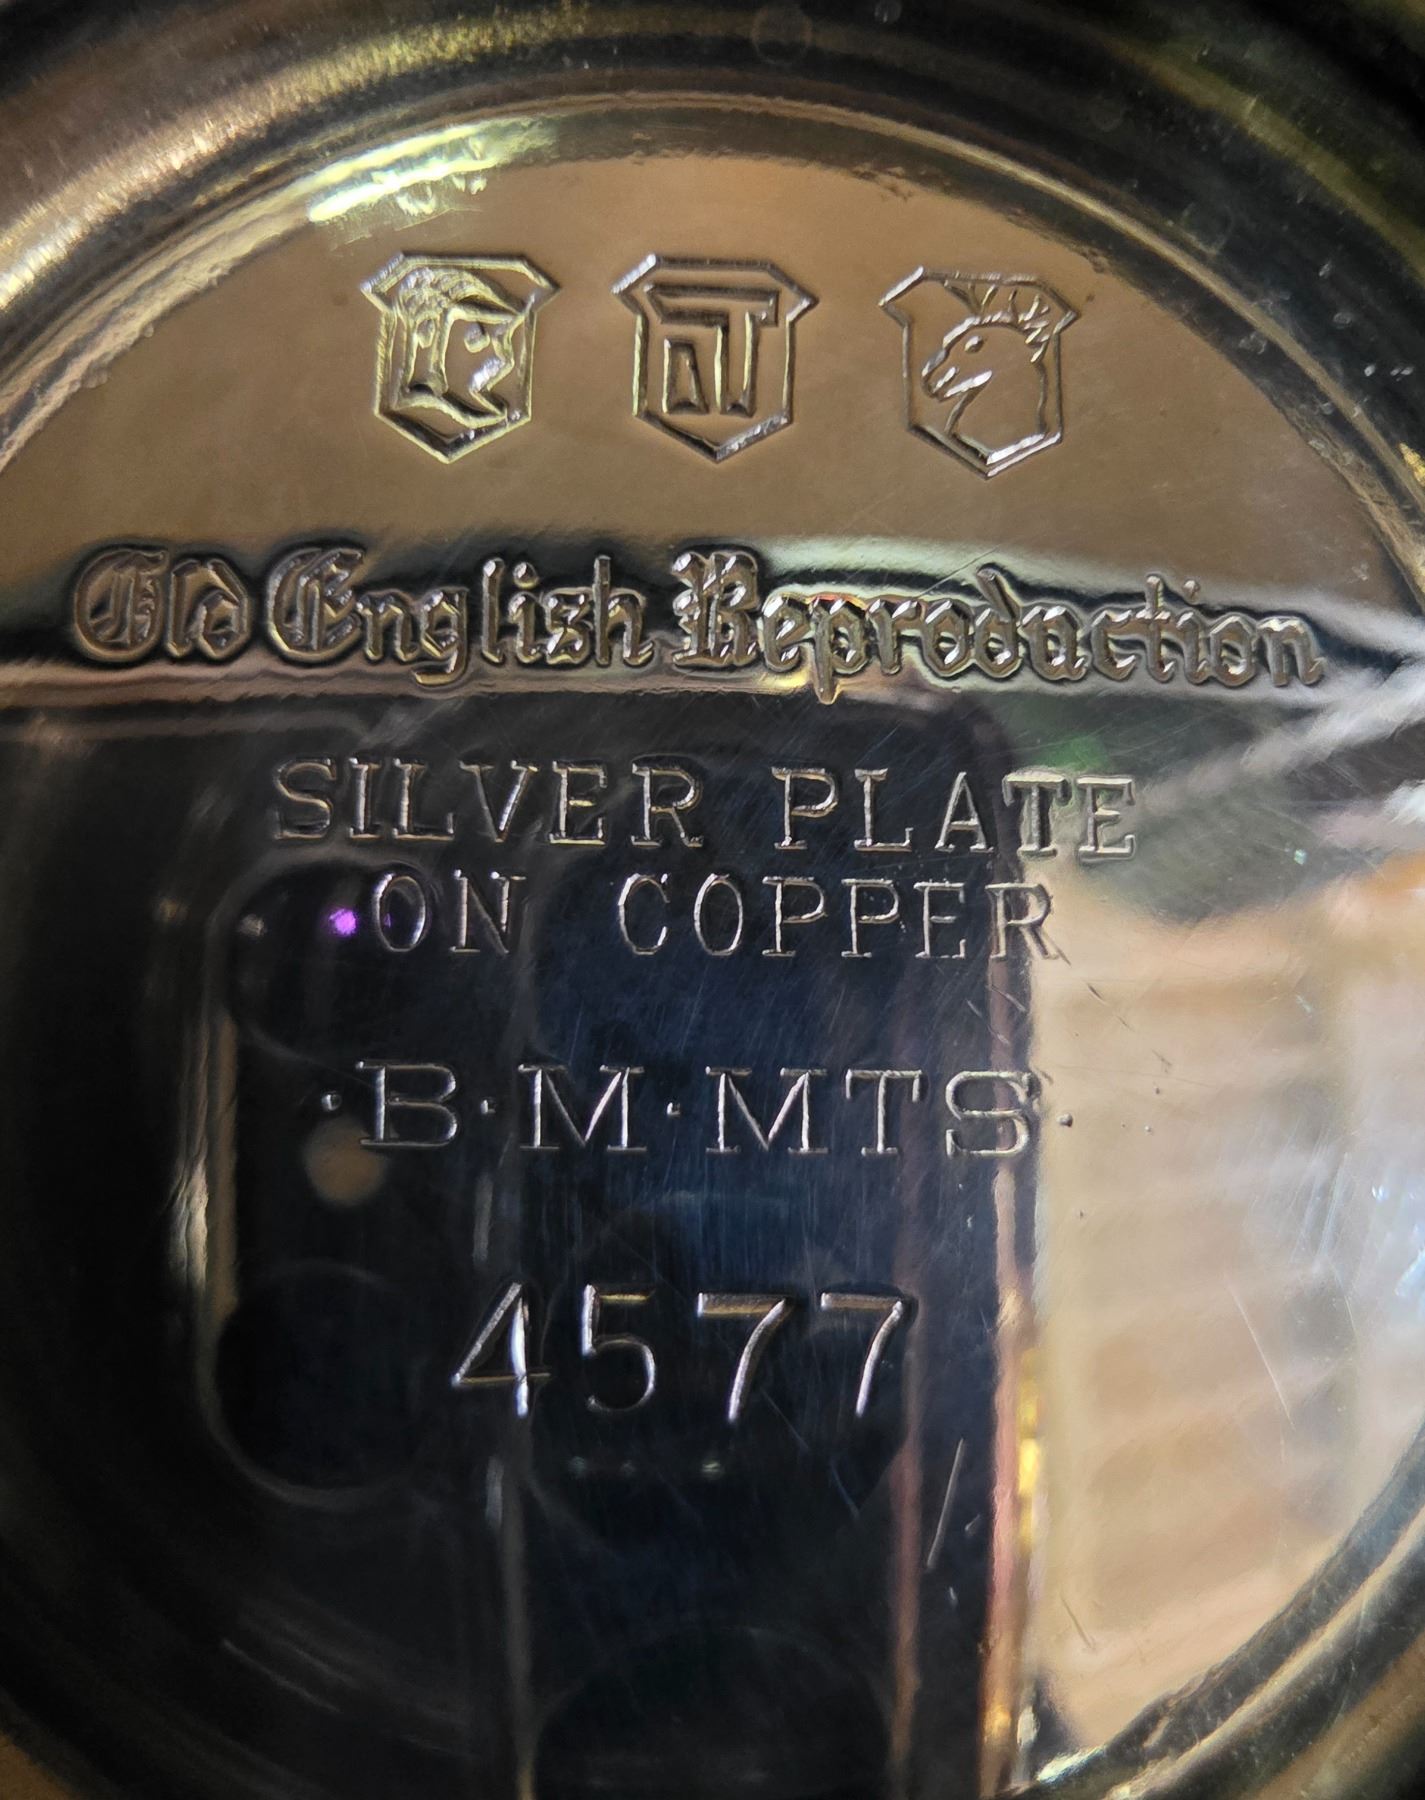 Old English Reproduction
SILVER PLATE
ON COPPER
·B·M·MTS·
4577